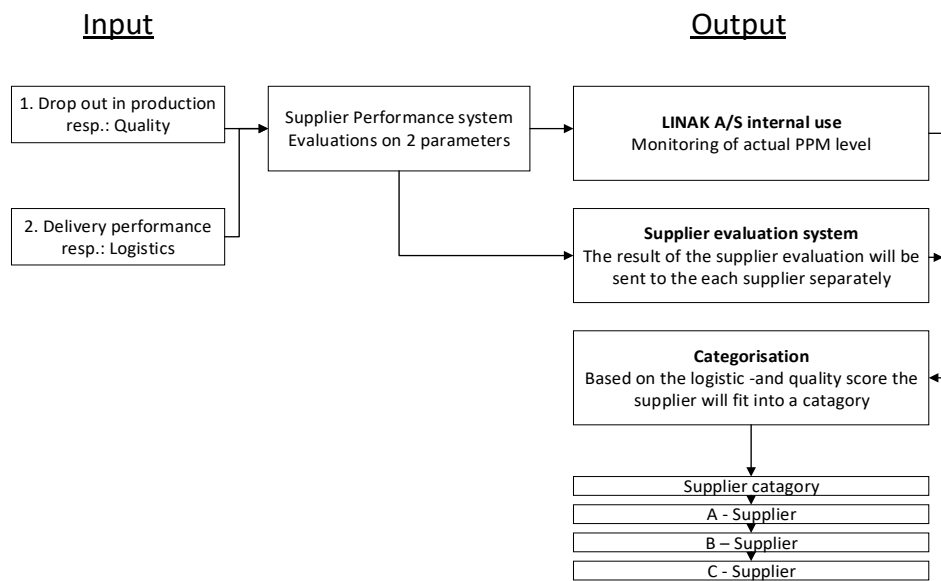 Input
Output
1. Drop out in production
resp.: Quality
Supplier Performance system
Evaluations on 2 parameters
LINAK A/S internal use
Monitoring of actual PPM level
2. Delivery performance
resp.: Logistics
Supplier evaluation system
The result of the supplier evaluation will be
sent to the each supplier separately
Categorisation
Based on the logistic -and quality score the
supplier will fit into a catagory
Supplier catagory
A - Supplier
B – Supplier
C - Supplier